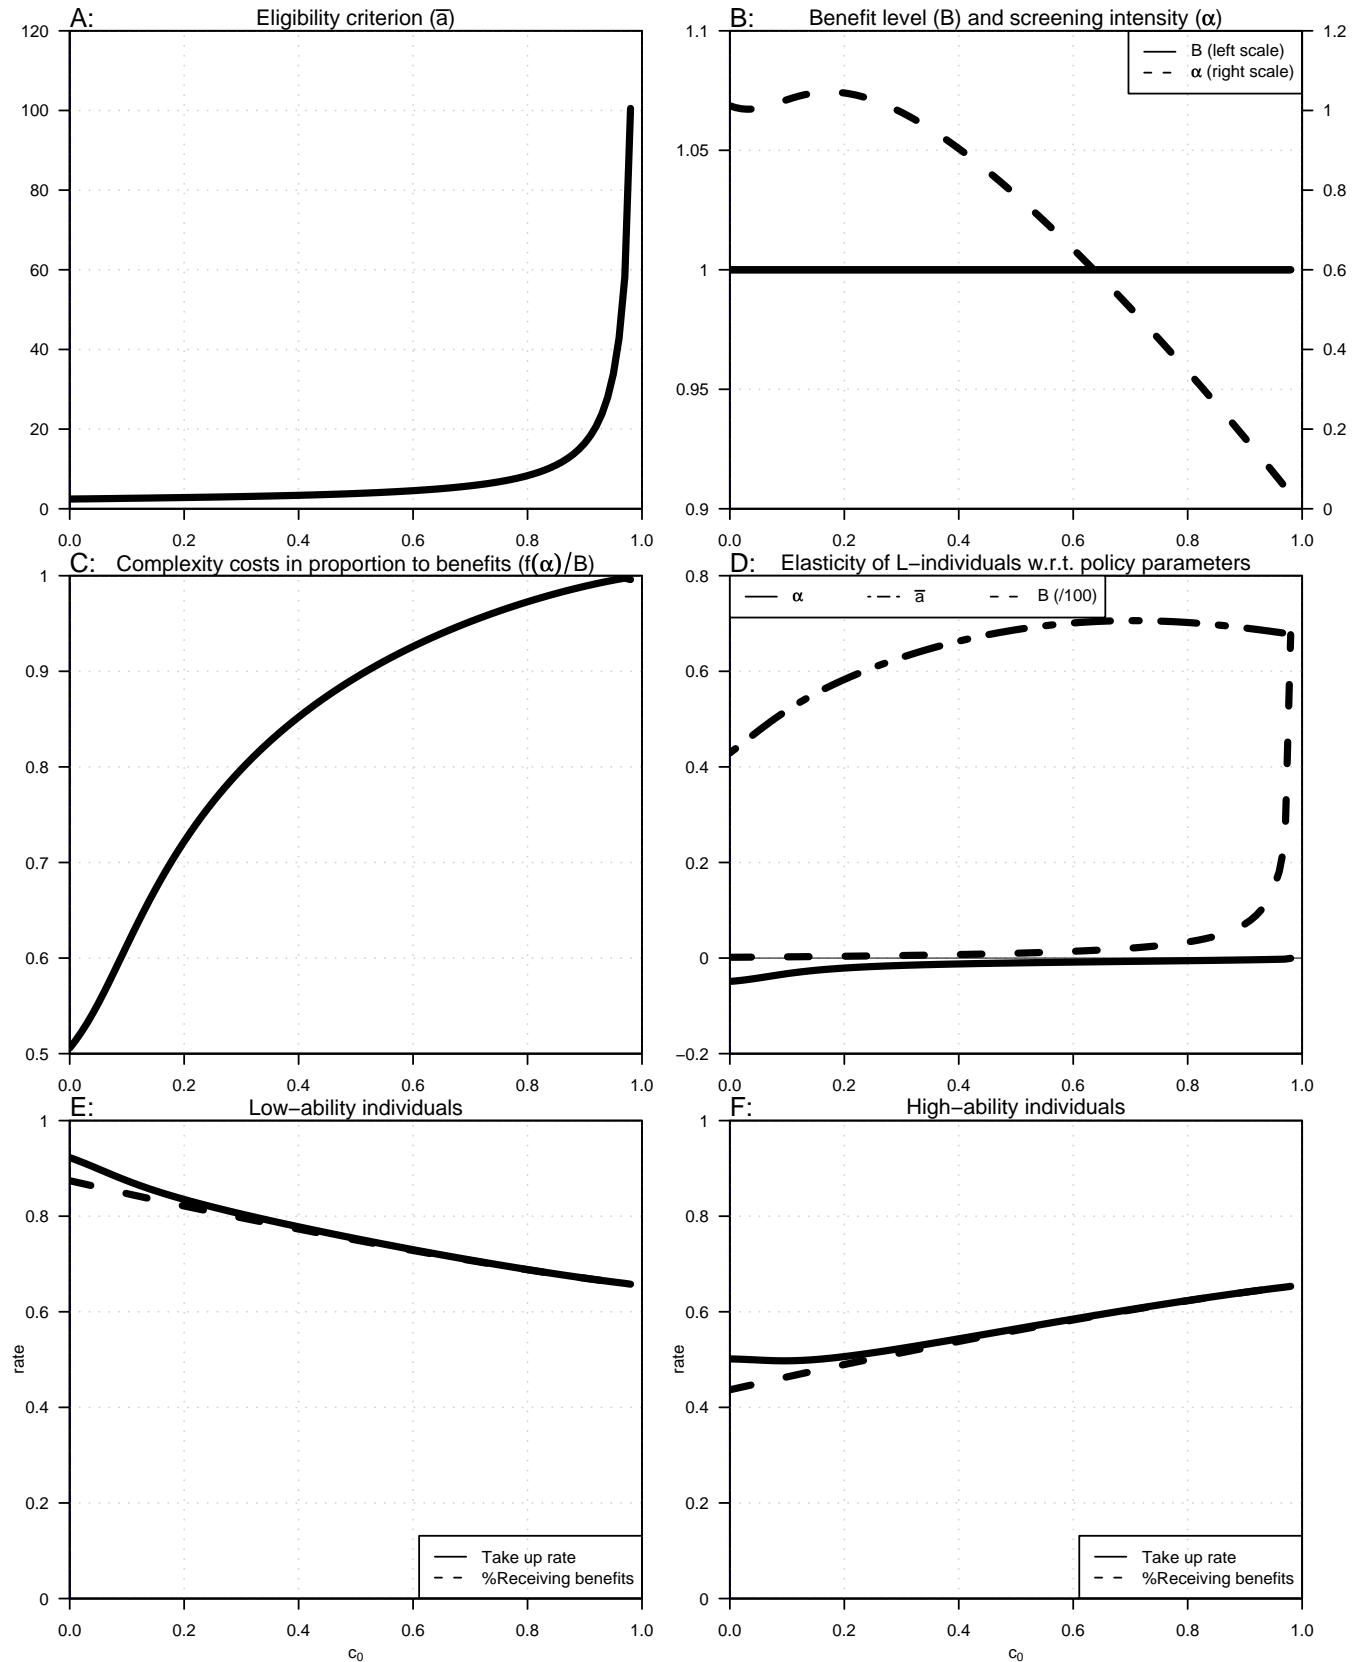 A: Eligibility criterion (a̅)
120
100
80
60
40
20
0
0.0 0.2 0.4 0.6 0.8 1.0
B: Benefit level (B) and screening intensity (α)
B (left scale)
α (right scale)
1.1
1.05
1
0.95
0.9
1.2
1
0.8
0.6
0.4
0.2
0
0.0 0.2 0.4 0.6 0.8 1.0
C: Complexity costs in proportion to benefits (f(α)/B)
1
0.9
0.8
0.7
0.6
0.5
0.0 0.2 0.4 0.6 0.8 1.0
D: Elasticity of L−individuals w.r.t. policy parameters
α a̅ B (/100)
0.8
0.6
0.4
0.2
0
−0.2
0.0 0.2 0.4 0.6 0.8 1.0
E: Low−ability individuals
1
0.8
0.6
0.4
0.2
0
rate
Take up rate
%Receiving benefits
0.0 0.2 0.4 0.6 0.8 1.0
c₀
F: High−ability individuals
1
0.8
0.6
0.4
0.2
0
rate
Take up rate
%Receiving benefits
0.0 0.2 0.4 0.6 0.8 1.0
c₀